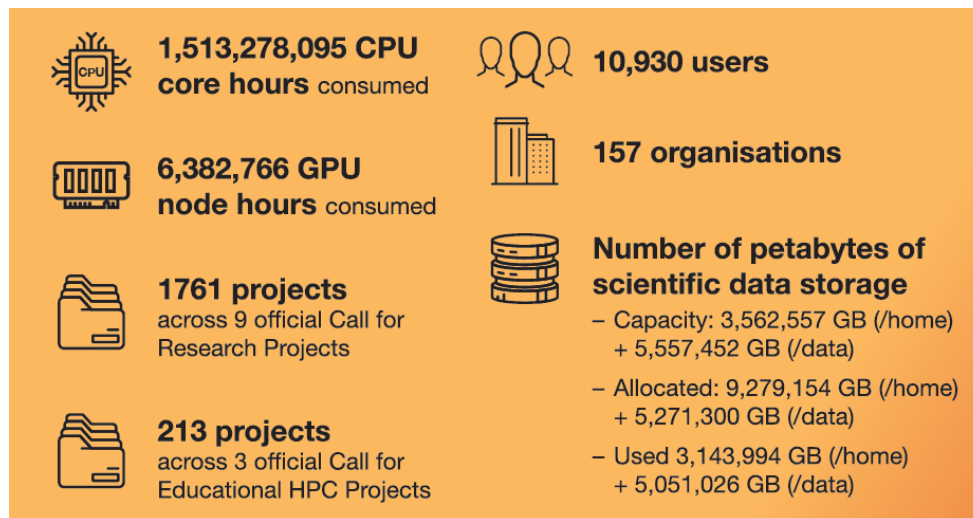 CPU
1,513,278,095 CPU
core hours consumed
6,382,766 GPU
node hours consumed
1761 projects
across 9 official Call for
Research Projects
213 projects
across 3 official Call for
Educational HPC Projects
10,930 users
157 organisations
Number of petabytes of
scientific data storage
– Capacity: 3,562,557 GB (/home)
+ 5,557,452 GB (/data)
– Allocated: 9,279,154 GB (/home)
+ 5,271,300 GB (/data)
– Used 3,143,994 GB (/home)
+ 5,051,026 GB (/data)